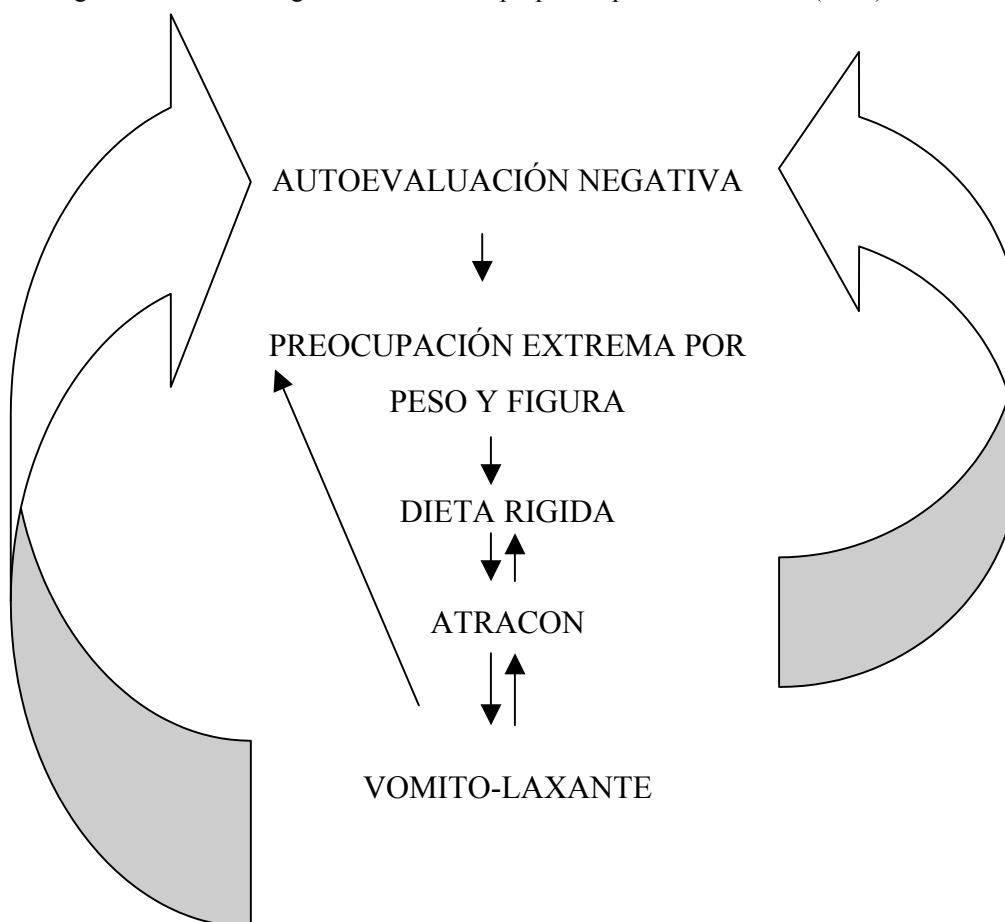 AUTOEVALUACIÓN NEGATIVA
PREOCUPACIÓN EXTREMA POR
PESO Y FIGURA
DIETA RIGIDA
ATRACON
VOMITO-LAXANTE